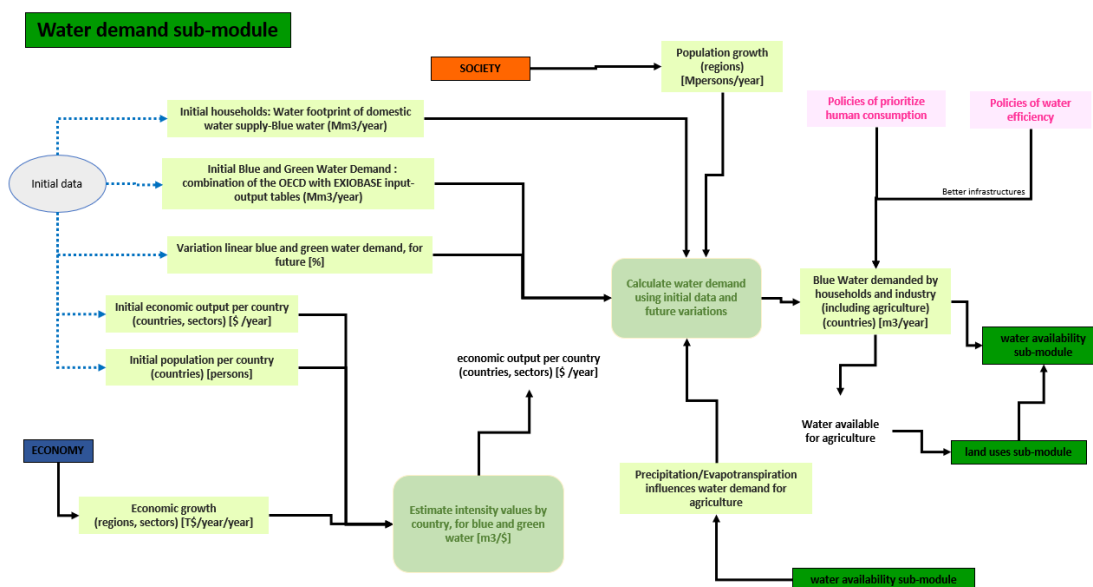 Water demand sub-module
SOCIETY
Population growth
(regions)
[Mpersons/year]
Policies of prioritize
human consumption
Policies of water
efficiency
Initial households: Water footprint of domestic
water supply-Blue water (Mm3/year)
Initial data
Initial Blue and Green Water Demand :
combination of the OECD with EXIOBASE input-
output tables (Mm3/year)
Better infrastructures
Variation linear blue and green water demand, for
future [%]
Calculate water demand
using initial data and
future variations
Blue Water demanded by
households and industry
(including agriculture)
(countries) [m3/year]
Initial economic output per country
(countries, sectors) [$ /year]
water availability
sub-module
Initial population per country
(countries) [persons]
economic output per country
(countries, sectors) [$ /year]
Water available
for agriculture
ECONOMY
land uses sub-module
Precipitation/Evapotranspiration
influences water demand for
agriculture
Economic growth
(regions, sectors) [T$/year/year]
Estimate intensity values by
country, for blue and green
water [m3/$]
water availability sub-module